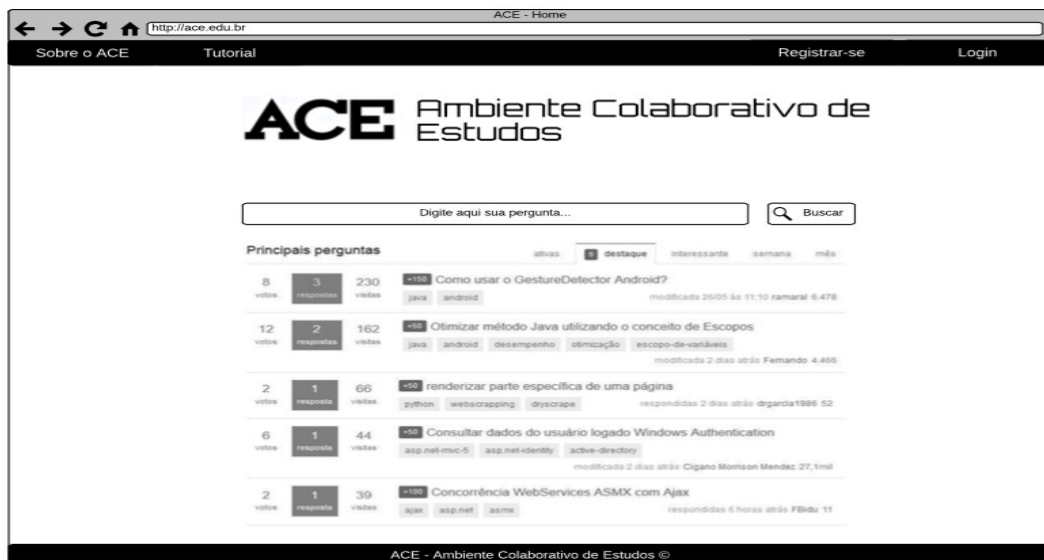 ACE - Home
http://ace.edu.br
Sobre o ACE Tutorial Registrar-se Login
ACE Ambiente Colaborativo de
Estudos
Digite aqui sua pergunta... Buscar
Principais perguntas ativas 5 destaque interessante semana mês
8 votos 3 respostas 230 visitas
+150 Como usar o GestureDetector Android?
java android
modificada 26/05 às 11:10 ramaral 6.478
12 votos 2 respostas 162 visitas
+50 Otimizar método Java utilizando o conceito de Escopos
java android desempenho otimização escopo-de-variáveis
modificada 2 dias atrás Fernando 4.466
2 votos 1 resposta 66 visitas
+50 renderizar parte específica de uma página
python webscrapping dryscrape
respondidas 2 dias atrás drgarcia1986 52
6 votos 1 resposta 44 visitas
+50 Consultar dados do usuário logado Windows Authentication
asp.net-mvc-5 asp.net-identity active-directory
modificada 2 dias atrás Cigano Morrison Mendez 27,1mil
2 votos 1 resposta 39 visitas
+100 Concorrência WebServices ASMX com Ajax
ajax asp.net asmx
respondidas 6 horas atrás FBidu 11
ACE - Ambiente Colaborativo de Estudos ©